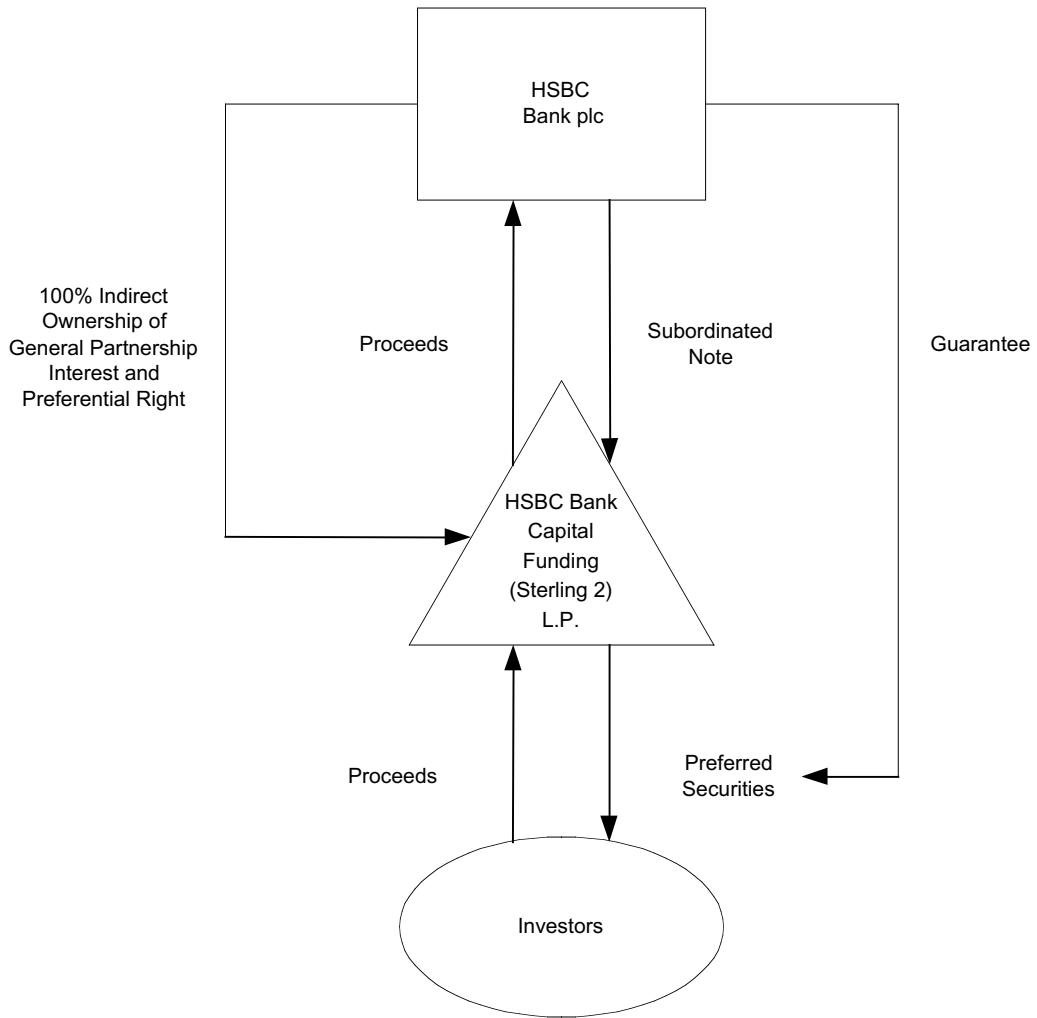 HSBC
Bank plc
100% Indirect
Ownership of
General Partnership
Interest and
Preferential Right
Proceeds
Subordinated
Note
Guarantee
HSBC Bank
Capital
Funding
(Sterling 2)
L.P.
Proceeds
Preferred
Securities
Investors